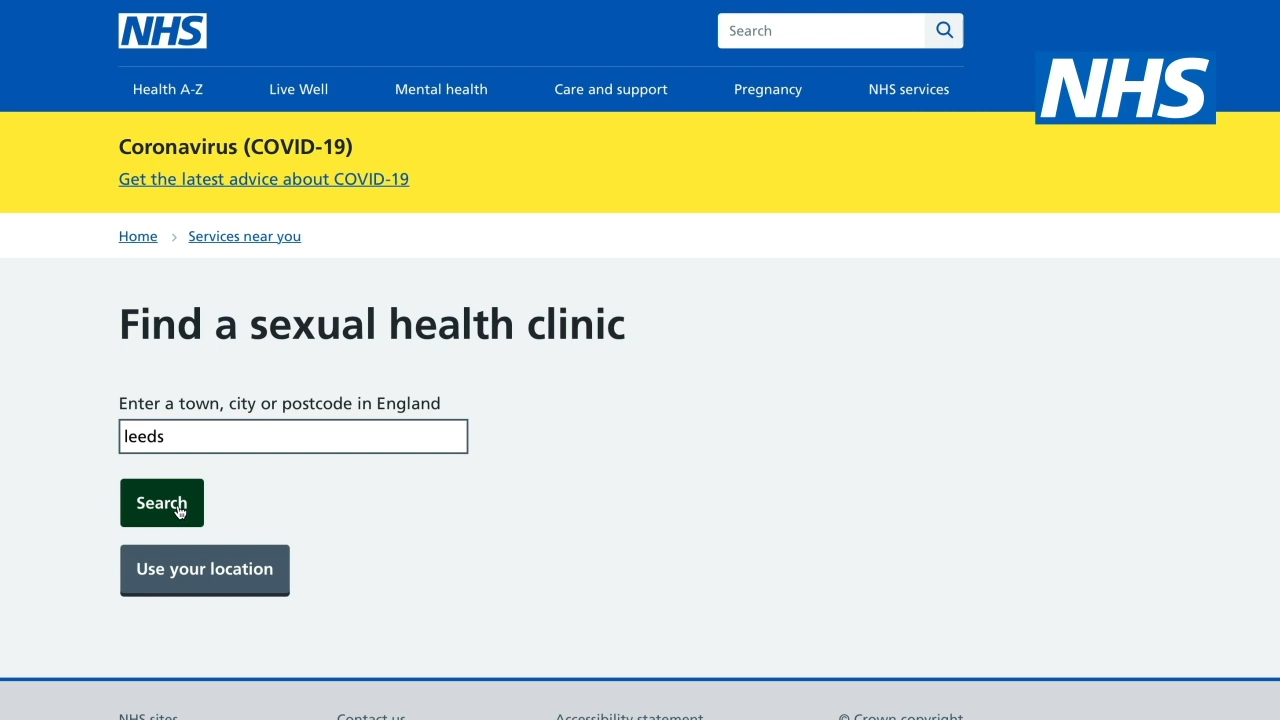 NHS
Search
Health A-Z
Live Well
Mental health
Care and support
Pregnancy
NHS services
NHS
Coronavirus (COVID-19)
Get the latest advice about COVID-19
Home
Services near you
Find a sexual health clinic
Enter a town, city or postcode in England
leeds
Search
Use your location
NHS sites
Contact us
Accessibility statement
© Crown copyright